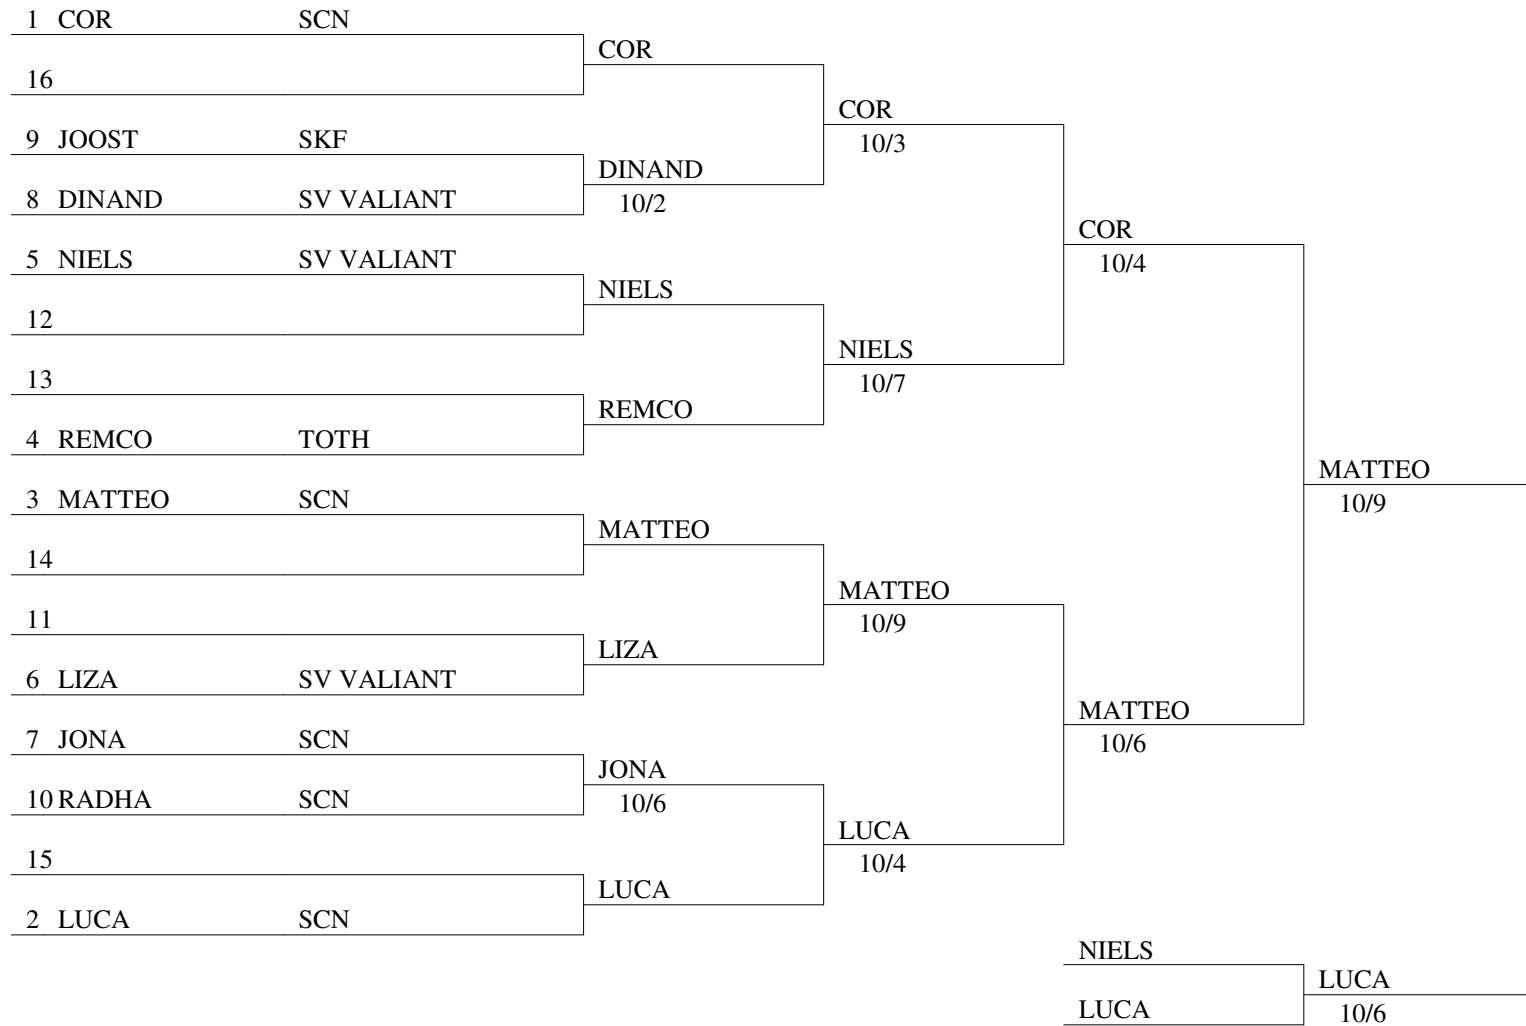 1 COR SCN
16
9 JOOST SKF
8 DINAND SV VALIANT
5 NIELS SV VALIANT
12
13
4 REMCO TOTH
3 MATTEO SCN
14
11
6 LIZA SV VALIANT
7 JONA SCN
10 RADHA SCN
15
2 LUCA SCN
COR
DINAND
10/2
NIELS
REMCO
MATTEO
LIZA
JONA
10/6
LUCA
COR
10/3
NIELS
10/7
MATTEO
10/9
LUCA
10/4
COR
10/4
MATTEO
10/6
MATTEO
10/9
NIELS
LUCA
LUCA
10/6